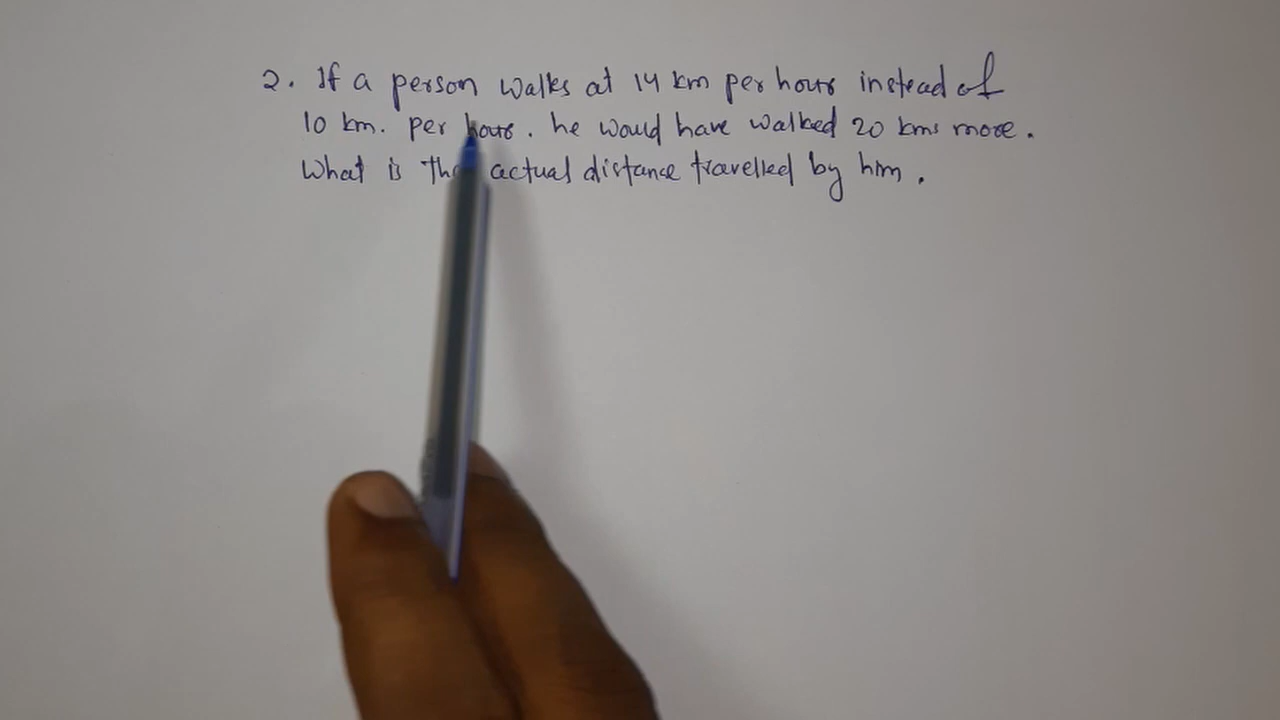 2. If a person walks at 14 km per hours instead of
10 km. per hours. he would have walked 20 kms more.
What is the actual distance travelled by him.